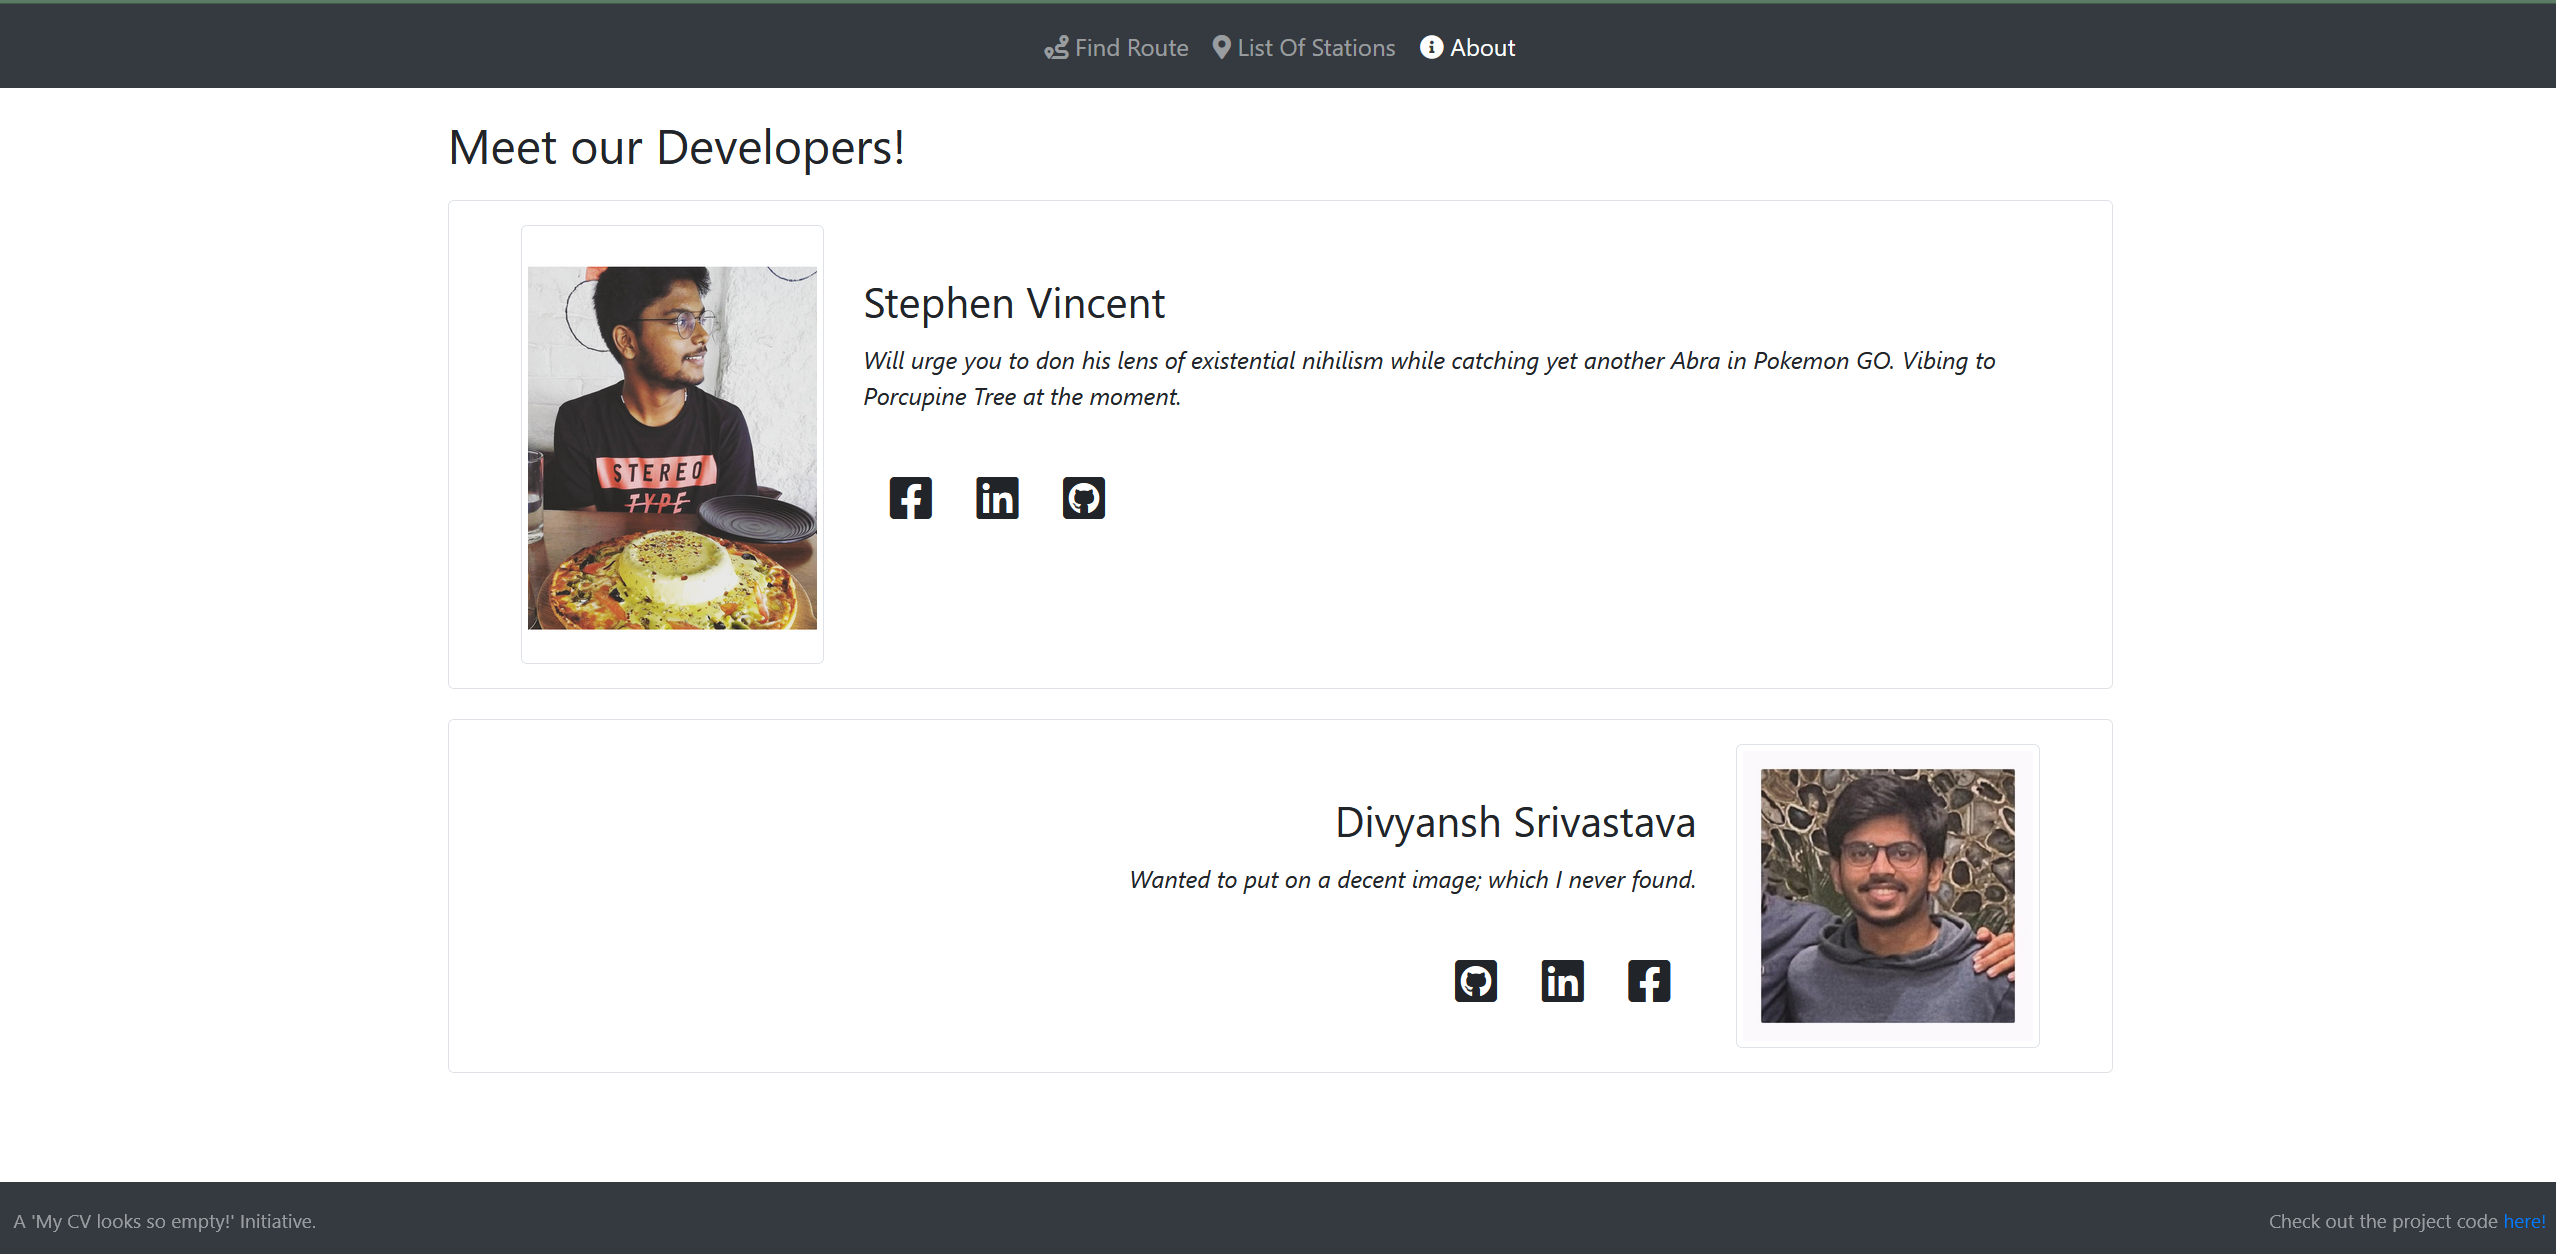 Find Route List Of Stations About
Meet our Developers!
Stephen Vincent
Will urge you to don his lens of existential nihilism while catching yet another Abra in Pokemon GO. Vibing to
Porcupine Tree at the moment.
STEREO
TYPE
Divyansh Srivastava
Wanted to put on a decent image; which I never found.
A 'My CV looks so empty!' Initiative.
Check out the project code here!